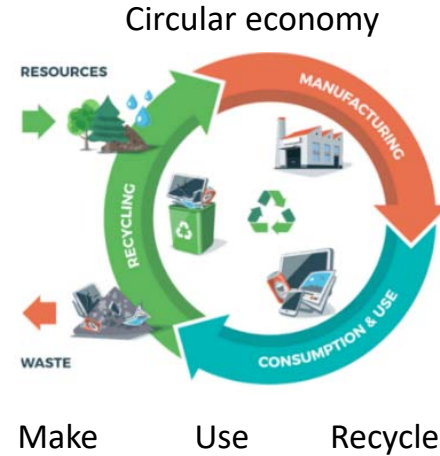 Circular economy
RESOURCES
MANUFACTURING
RECYCLING
CONSUMPTION & USE
WASTE
Make Use Recycle